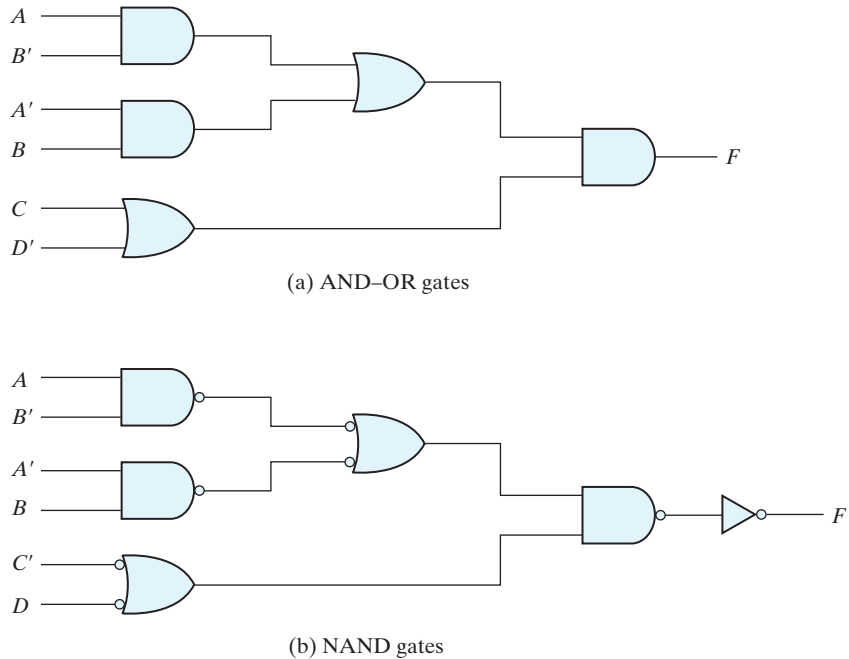 A
B′
A′
B
C
D′
F
(a) AND–OR gates
A
B′
A′
B
C′
D
F
(b) NAND gates